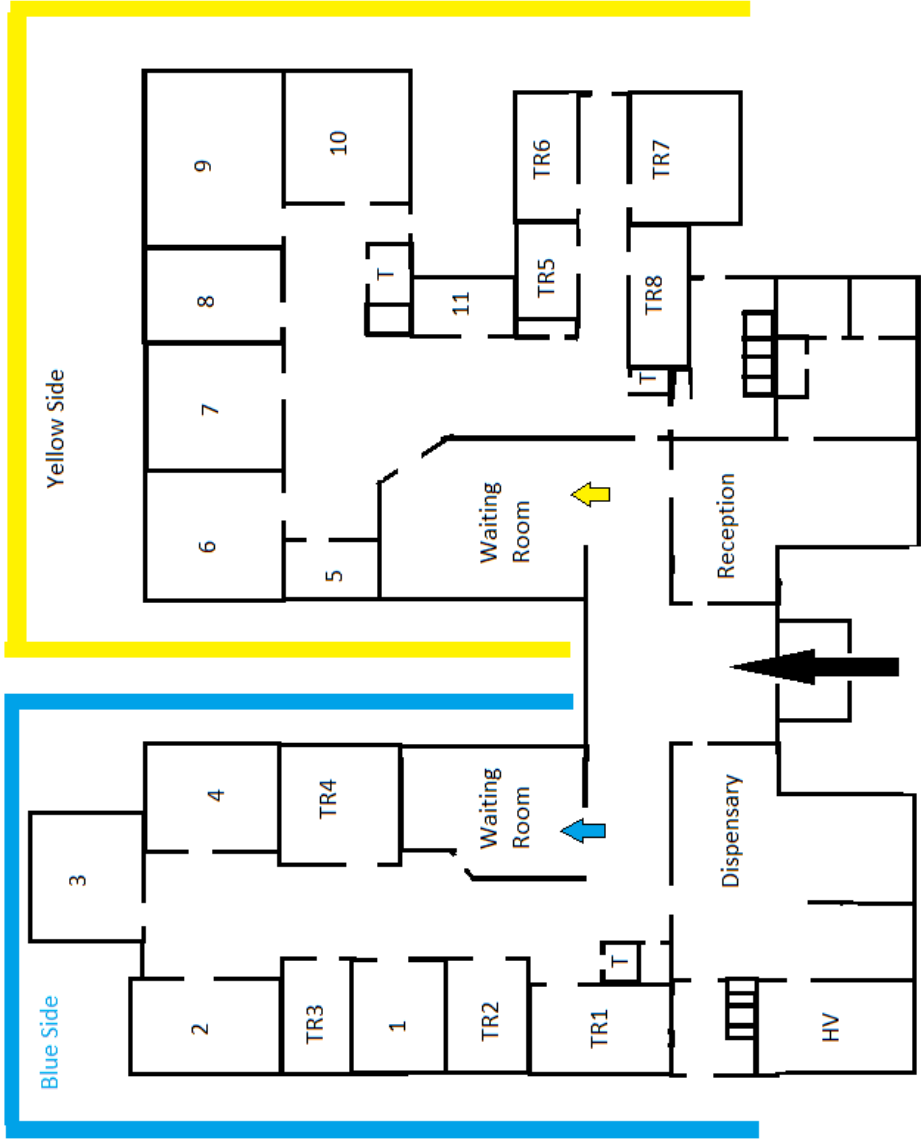 Blue Side
Yellow Side
3
2
4
6
7
8
9
TR3
TR4
5
10
T
1
11
TR2
Waiting
Room
Waiting
Room
TR5
TR6
TR1
T
T
TR8
TR7
Dispensary
Reception
HV